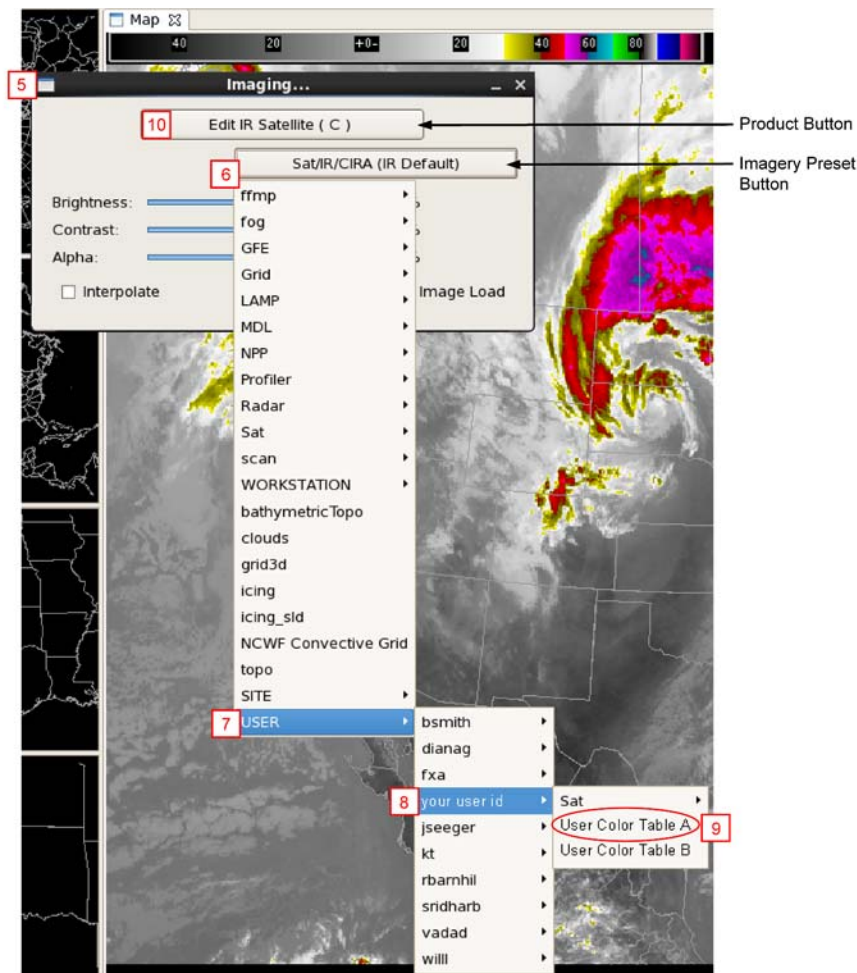 Map
40 20 +0- 20 40 60 80
5
Imaging...
10
Edit IR Satellite ( C )
Product Button
6
Sat/IR/CIRA (IR Default)
Imagery Preset
Button
Brightness:
Contrast:
Alpha:
Interpolate
Image Load
ffmp
fog
GFE
Grid
LAMP
MDL
NPP
Profiler
Radar
Sat
scan
WORKSTATION
bathymetricTopo
clouds
grid3d
icing
icing_sld
NCWF Convective Grid
topo
SITE
7
USER
bsmith
dianag
fxa
8
your user id
jseeger
kt
rbarnhil
sridharb
vadad
willl
Sat
User Color Table A
9
User Color Table B